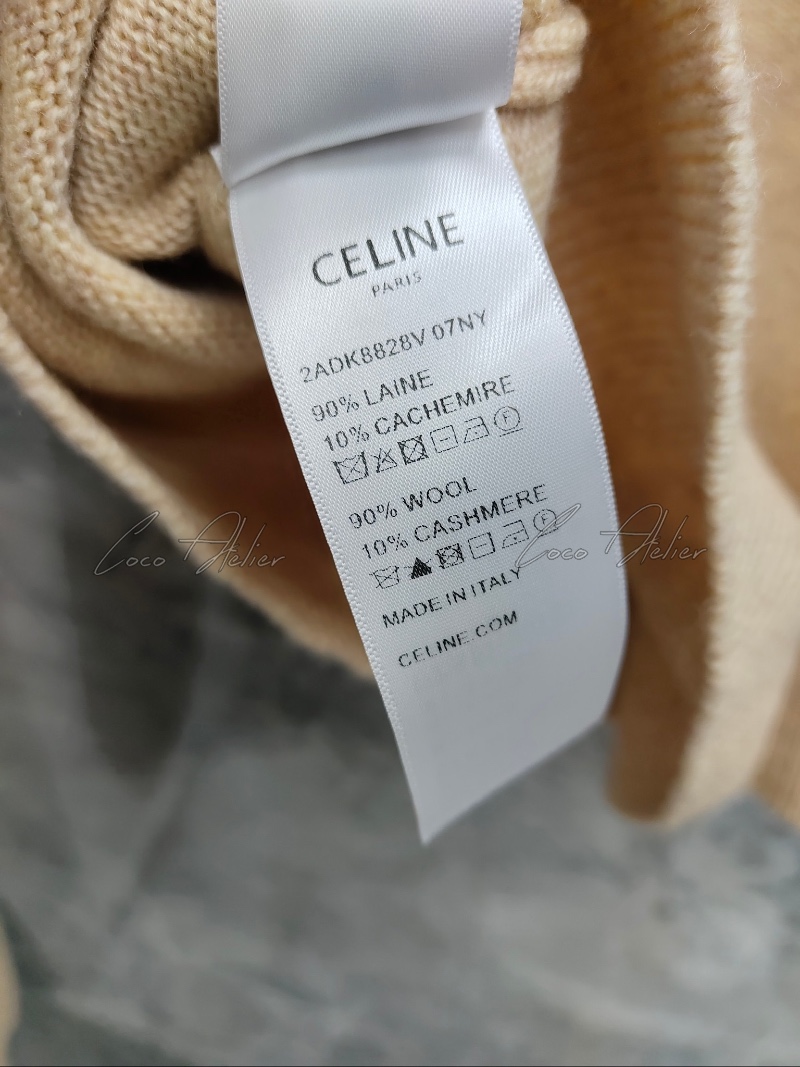 CELINE
PARIS
2ADK8828V 07NY
90% LAINE
10% CACHEMIRE
F
90% WOOL
10% CASHMERE
F
MADE IN ITALY
CELINE.COM
Coco Atelier
Coco Atelier